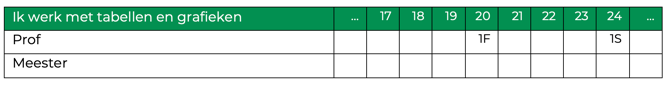 Ik werk met tabellen en grafieken ... 17 18 19 20 21 22 23 24 ...
Prof 1F 1S
Meester